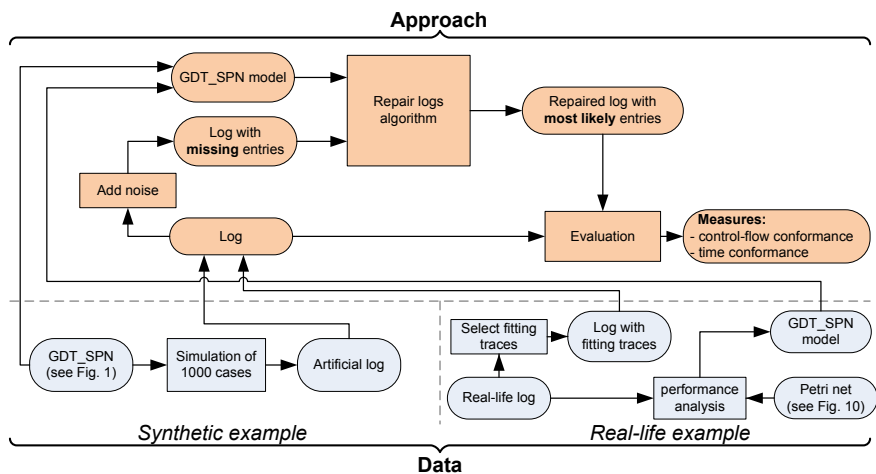 Approach
GDT_SPN model
Repair logs
algorithm
Repaired log with
most likely entries
Log with
missing entries
Add noise
Log
Evaluation
Measures:
- control-flow conformance
- time conformance
GDT_SPN
(see Fig. 1)
Simulation of
1000 cases
Artificial log
Select fitting
traces
Log with
fitting traces
GDT_SPN
model
Real-life log
performance
analysis
Petri net
(see Fig. 10)
Synthetic example
Real-life example
Data